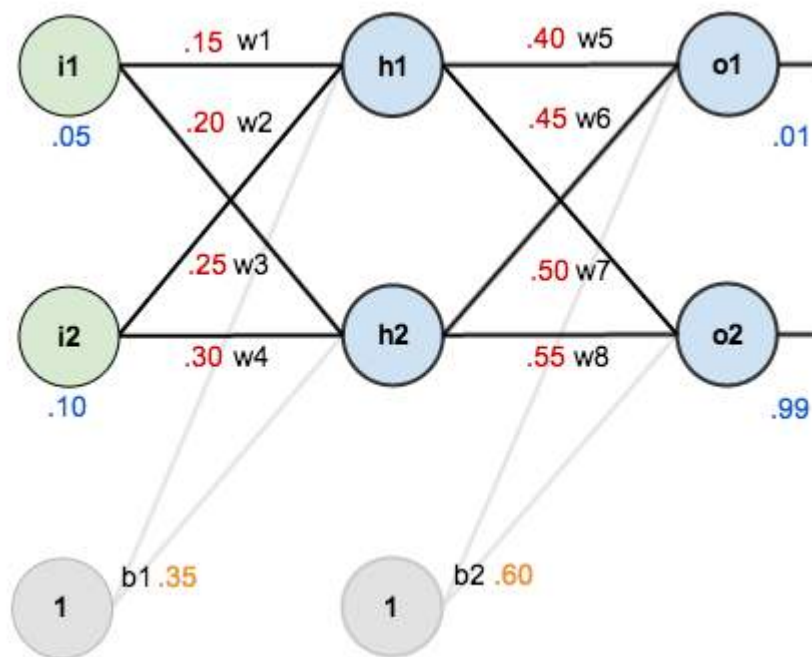 .15 w1
.40 w5
i1
h1
o1
.20 w2
.45 w6
.05
.01
.25 w3
.50 w7
i2
h2
o2
.30 w4
.55 w8
.10
.99
b1 .35
b2 .60
1
1